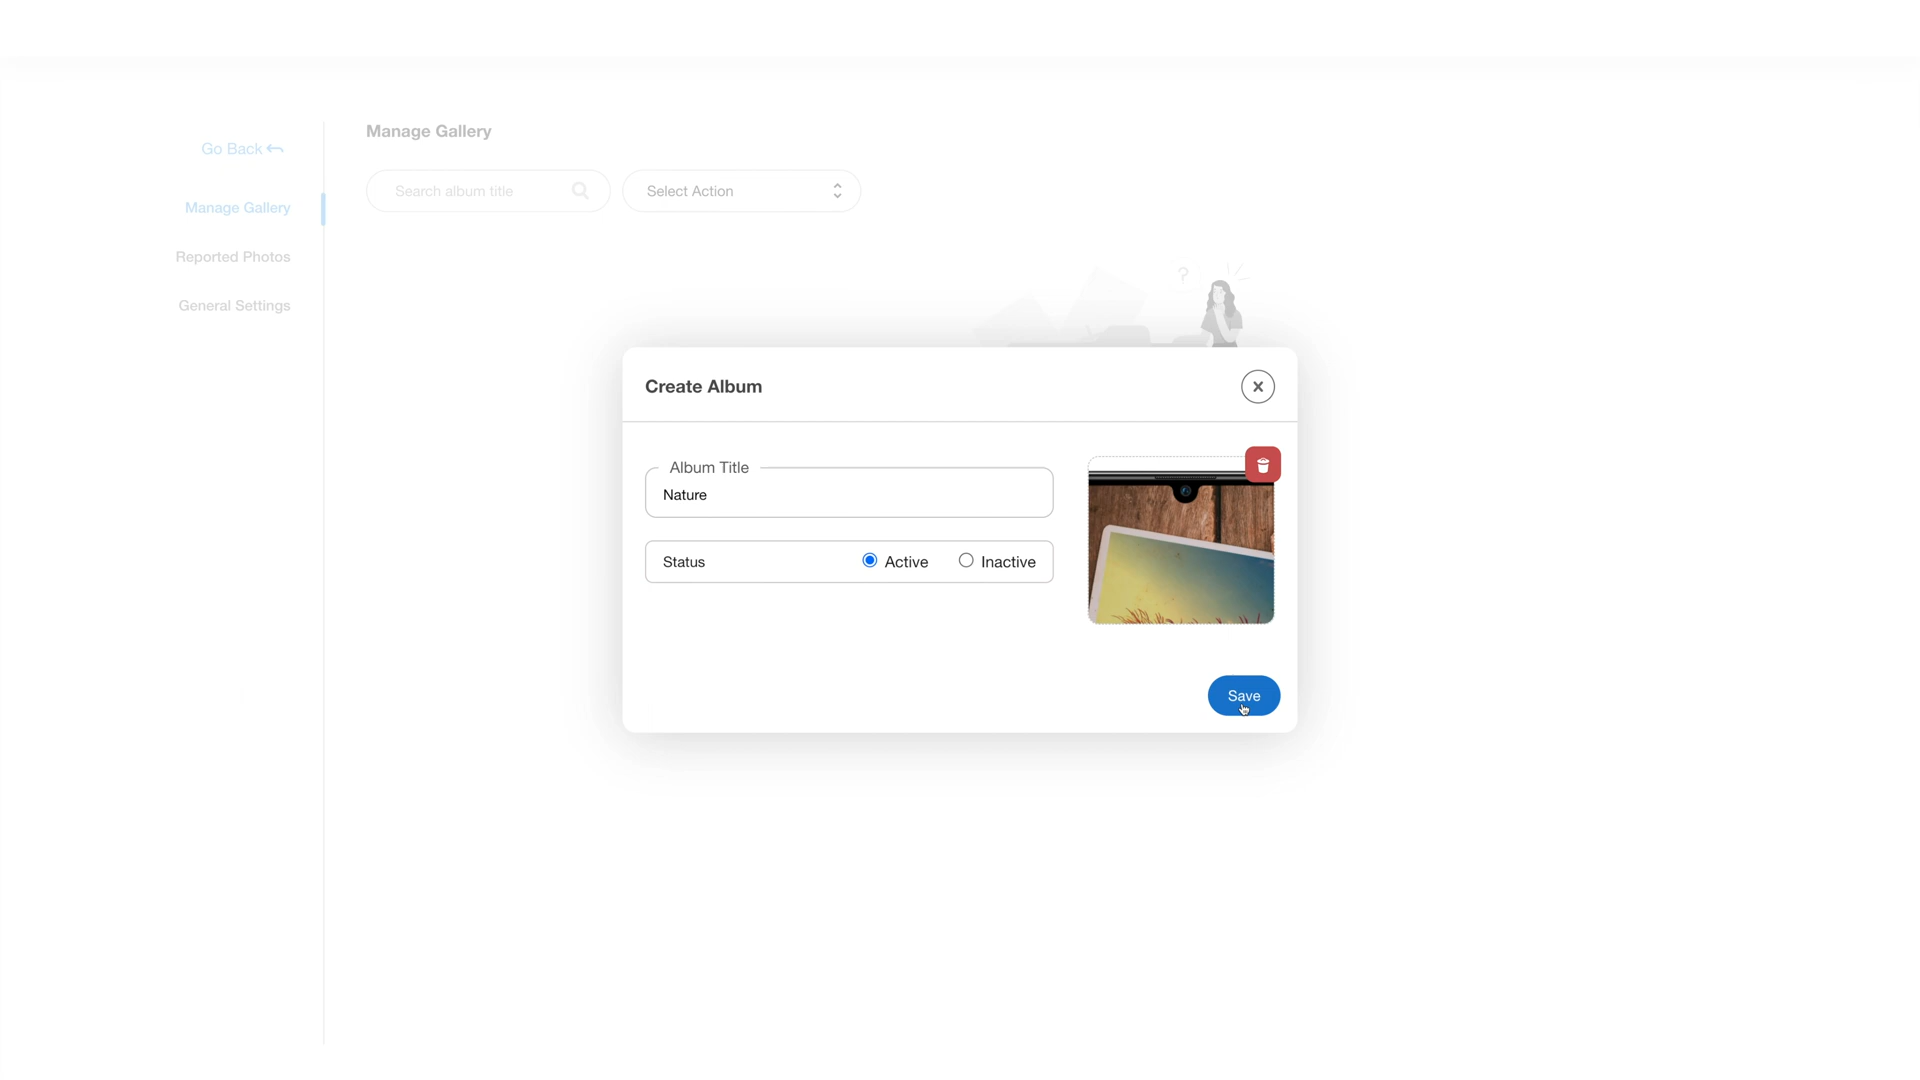 Go Back
Manage Gallery
Reported Photos
General Settings
Manage Gallery
Search album title
Select Action
?
Create Album
Album Title
Nature
Status
Active
Inactive
Save